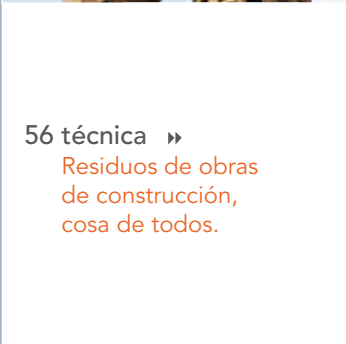 56 técnica
Residuos de obras
de construcción,
cosa de todos.